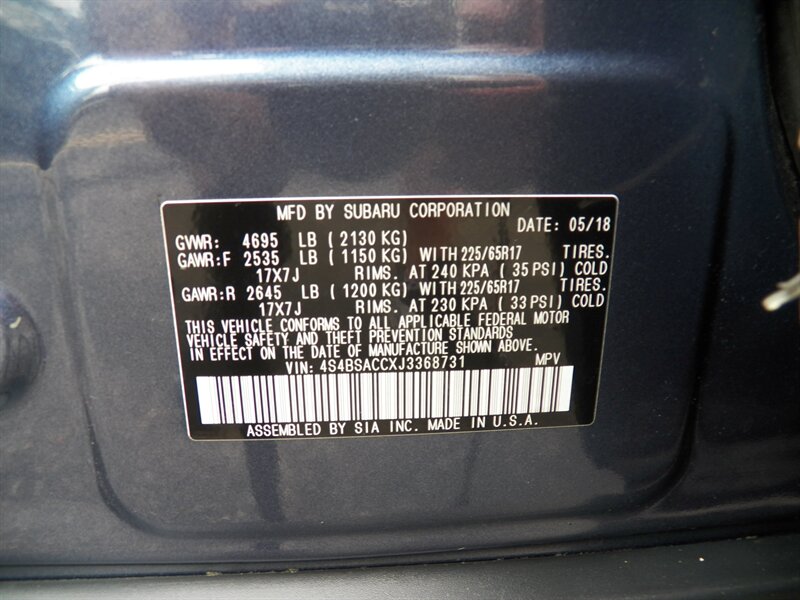 MFD BY SUBARU CORPORATION
DATE: 05/18
GVWR: 4695 LB ( 2130 KG)
GAWR:F 2535 LB ( 1150 KG) WITH 225/65R17 TIRES.
17X7J RIMS. AT 240 KPA ( 35 PSI) COLD
GAWR:R 2645 LB ( 1200 KG) WITH 225/65R17 TIRES.
17X7J RIMS. AT 230 KPA ( 33 PSI) COLD
THIS VEHICLE CONFORMS TO ALL APPLICABLE FEDERAL MOTOR
VEHICLE SAFETY AND THEFT PREVENTION STANDARDS
IN EFFECT ON THE DATE OF MANUFACTURE SHOWN ABOVE.
VIN: 4S4BSACCXJ3368731 MPV
ASSEMBLED BY SIA INC. MADE IN U.S.A.